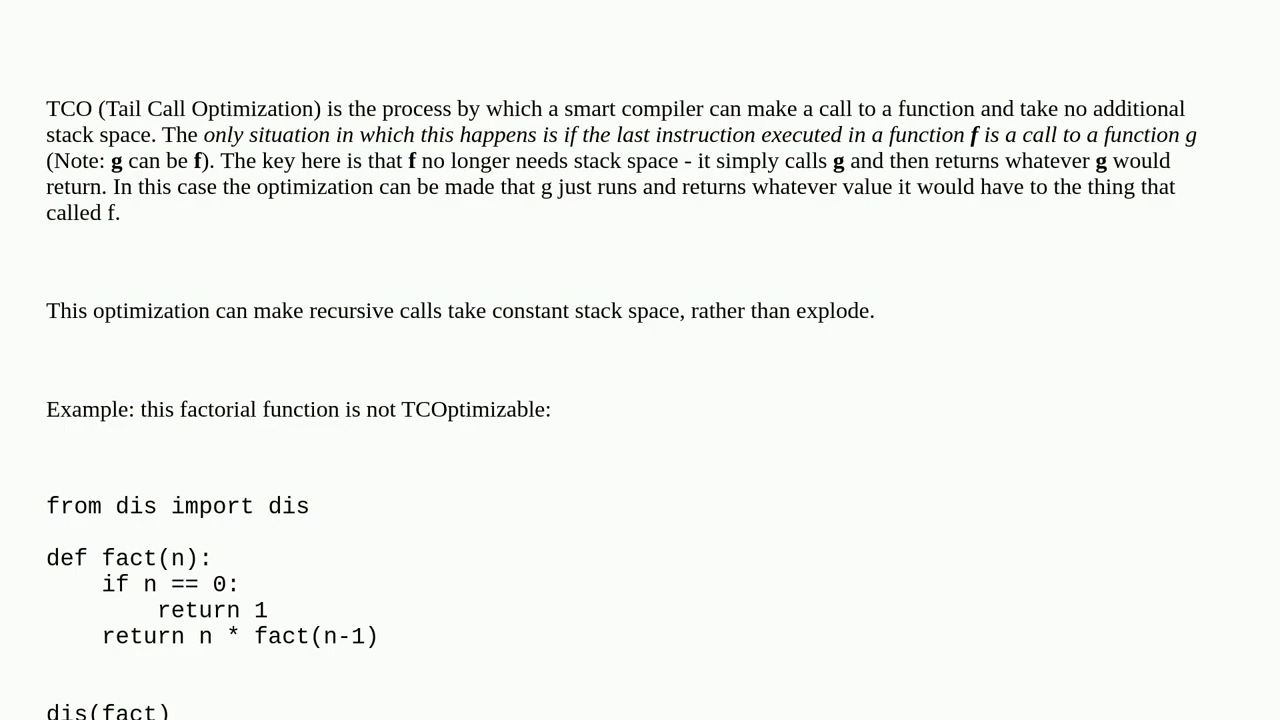 TCO (Tail Call Optimization) is the process by which a smart compiler can make a call to a function and take no additional
stack space. The only situation in which this happens is if the last instruction executed in a function f is a call to a function g
(Note: g can be f). The key here is that f no longer needs stack space - it simply calls g and then returns whatever g would
return. In this case the optimization can be made that g just runs and returns whatever value it would have to the thing that
called f.
This optimization can make recursive calls take constant stack space, rather than explode.
Example: this factorial function is not TCOptimizable:
from dis import dis
def fact(n):
    if n == 0:
        return 1
    return n * fact(n-1)
dis(fact)